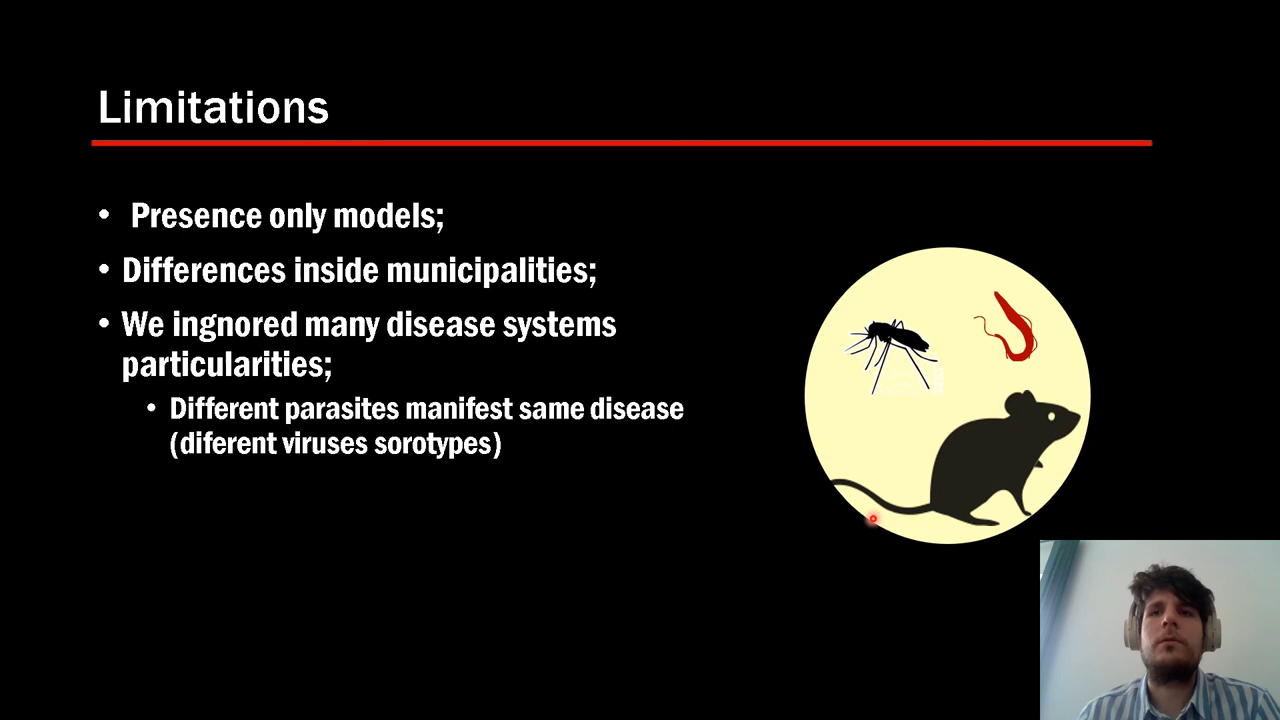 Limitations
• Presence only models;
• Differences inside municipalities;
• We ingnored many disease systems
particularities;
• Different parasites manifest same disease
(diferent viruses sorotypes)